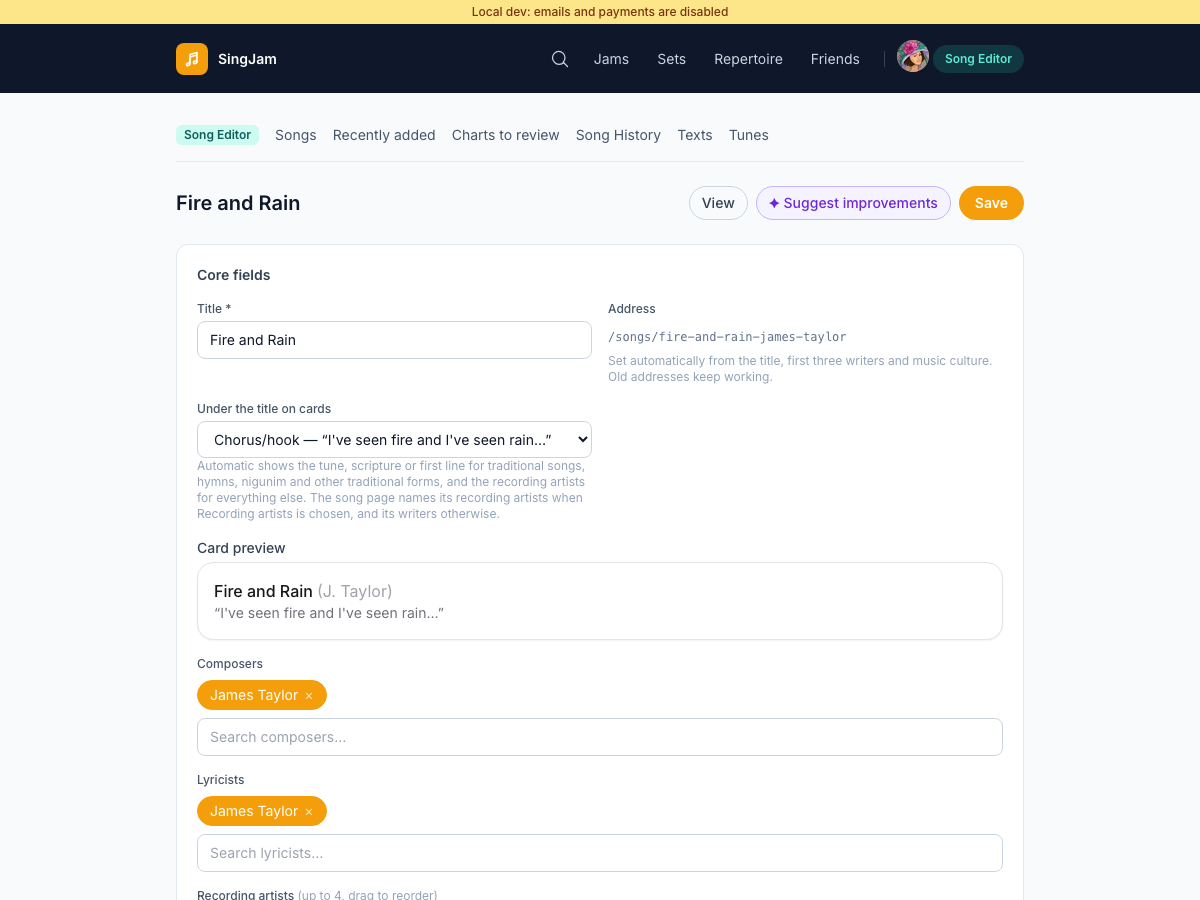 Local dev: emails and payments are disabled
SingJam
Jams
Sets
Repertoire
Friends
Song Editor
Song Editor
Songs
Recently added
Charts to review
Song History
Texts
Tunes
Fire and Rain
View
✦ Suggest improvements
Save
Core fields
Title *
Fire and Rain
Address
/songs/fire-and-rain-james-taylor
Set automatically from the title, first three writers and music culture.
Old addresses keep working.
Under the title on cards
Chorus/hook — “I've seen fire and I've seen rain…”
Automatic shows the tune, scripture or first line for traditional songs,
hymns, nigunim and other traditional forms, and the recording artists
for everything else. The song page names its recording artists when
Recording artists is chosen, and its writers otherwise.
Card preview
Fire and Rain (J. Taylor)
“I've seen fire and I've seen rain…”
Composers
James Taylor ×
Search composers…
Lyricists
James Taylor ×
Search lyricists…
Recording artists (up to 4, drag to reorder)